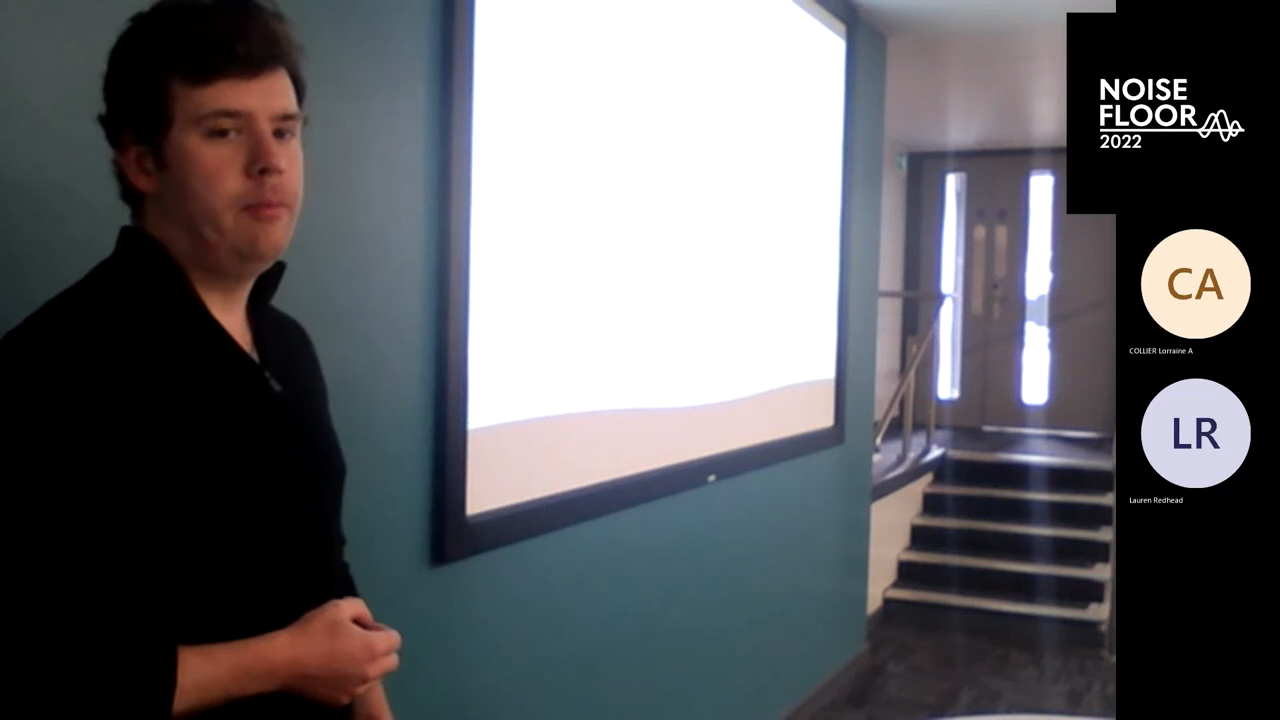 NOISE
FLOOR
2022
CA
COLLIER Lorraine A
LR
Lauren Redhead